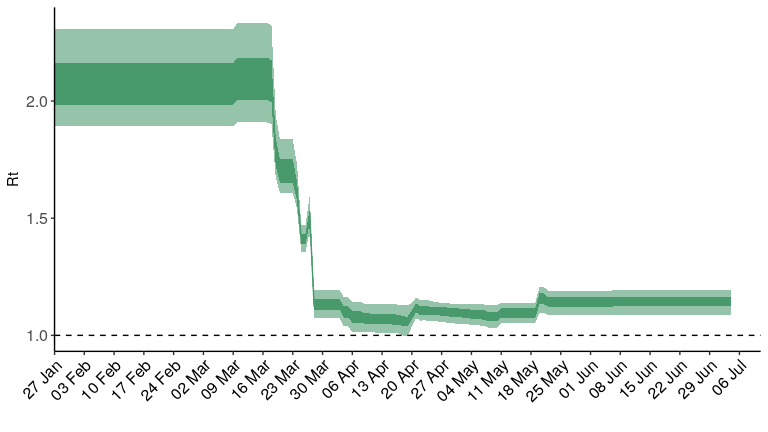 Rt
2.0
1.5
1.0
27 Jan
03 Feb
10 Feb
17 Feb
24 Feb
02 Mar
09 Mar
16 Mar
23 Mar
30 Mar
06 Apr
13 Apr
20 Apr
27 Apr
04 May
11 May
18 May
25 May
01 Jun
08 Jun
15 Jun
22 Jun
29 Jun
06 Jul